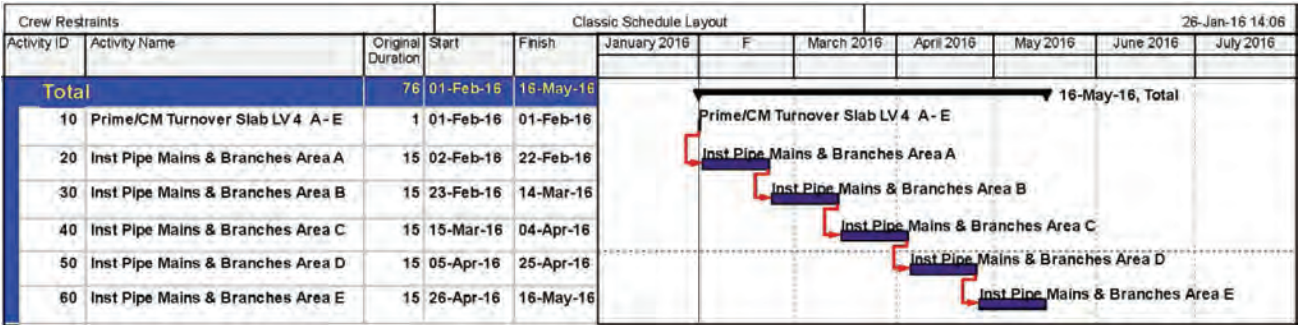 Crew Restraints Classic Schedule Layout 26-Jan-16 14:06
Activity ID Activity Name Original Duration Start Finish January 2016 F March 2016 April 2016 May 2016 June 2016 July 2016
Total 76 01-Feb-16 16-May-16 16-May-16, Total
10 Prime/CM Turnover Slab LV 4 A - E 1 01-Feb-16 01-Feb-16 Prime/CM Turnover Slab LV 4 A - E
20 Inst Pipe Mains & Branches Area A 15 02-Feb-16 22-Feb-16 Inst Pipe Mains & Branches Area A
30 Inst Pipe Mains & Branches Area B 15 23-Feb-16 14-Mar-16 Inst Pipe Mains & Branches Area B
40 Inst Pipe Mains & Branches Area C 15 15-Mar-16 04-Apr-16 Inst Pipe Mains & Branches Area C
50 Inst Pipe Mains & Branches Area D 15 05-Apr-16 25-Apr-16 Inst Pipe Mains & Branches Area D
60 Inst Pipe Mains & Branches Area E 15 26-Apr-16 16-May-16 Inst Pipe Mains & Branches Area E